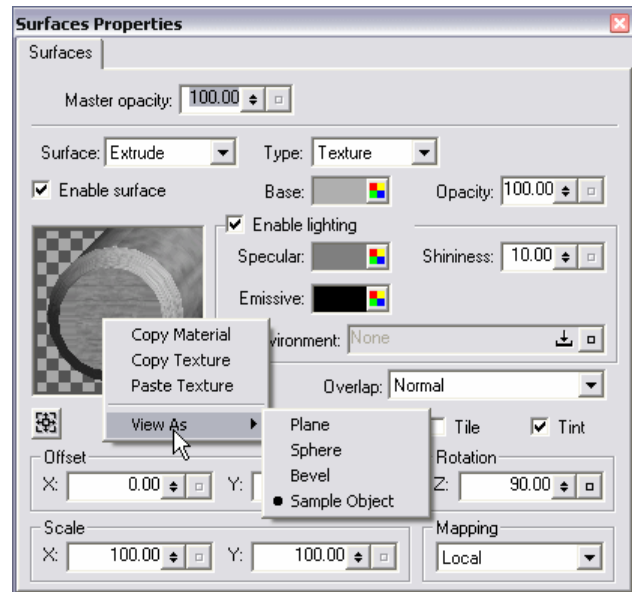 Surfaces Properties
Surfaces
Master opacity: 100.00
Surface: Extrude Type: Texture
Enable surface Base: Opacity: 100.00
Enable lighting
Specular: Shininess: 10.00
Emissive:
Copy Material
Copy Texture
Paste Texture
View As
vironment: None
Overlap: Normal
Plane
Sphere
Bevel
Sample Object
Tile Tint
Offset
X: 0.00 Y:
Rotation
Z: 90.00
Scale
X: 100.00 Y: 100.00
Mapping
Local